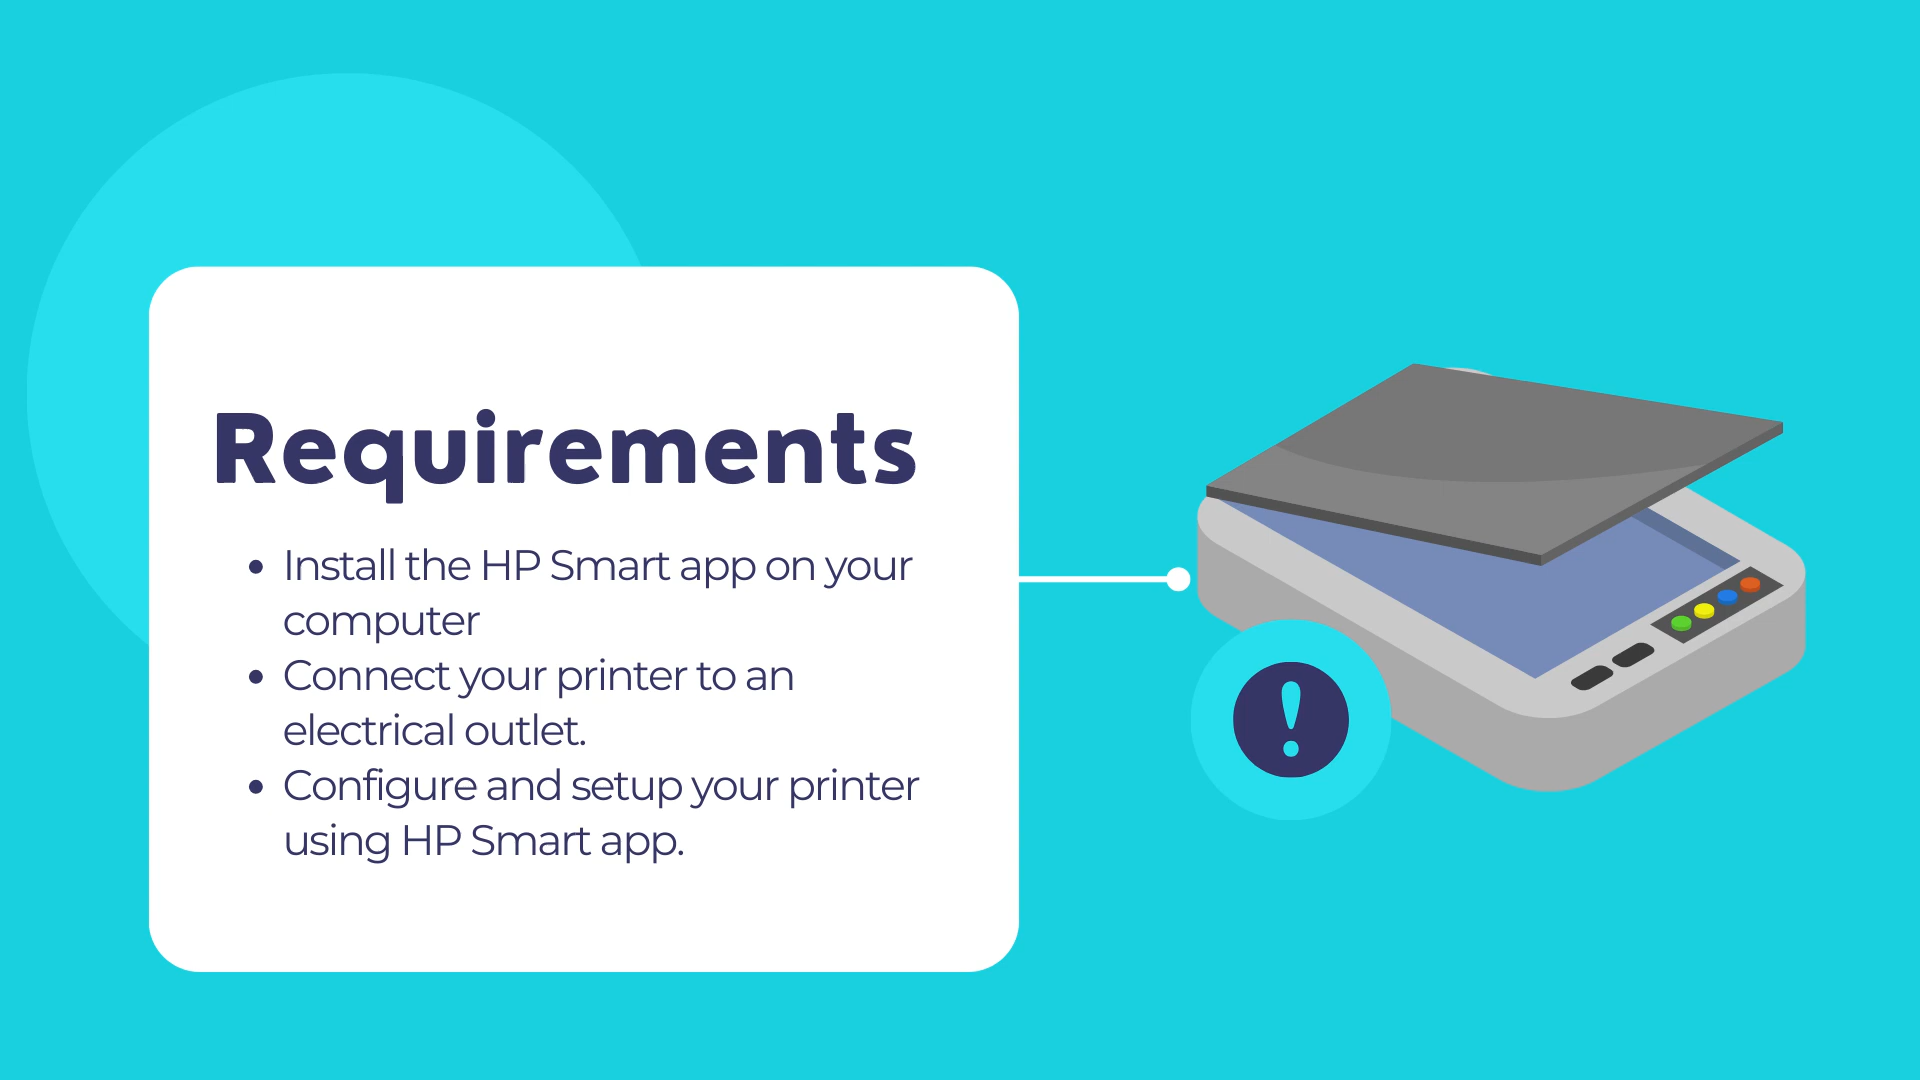 Requirements
• Install the HP Smart app on your
computer
• Connect your printer to an
electrical outlet.
• Configure and setup your printer
using HP Smart app.